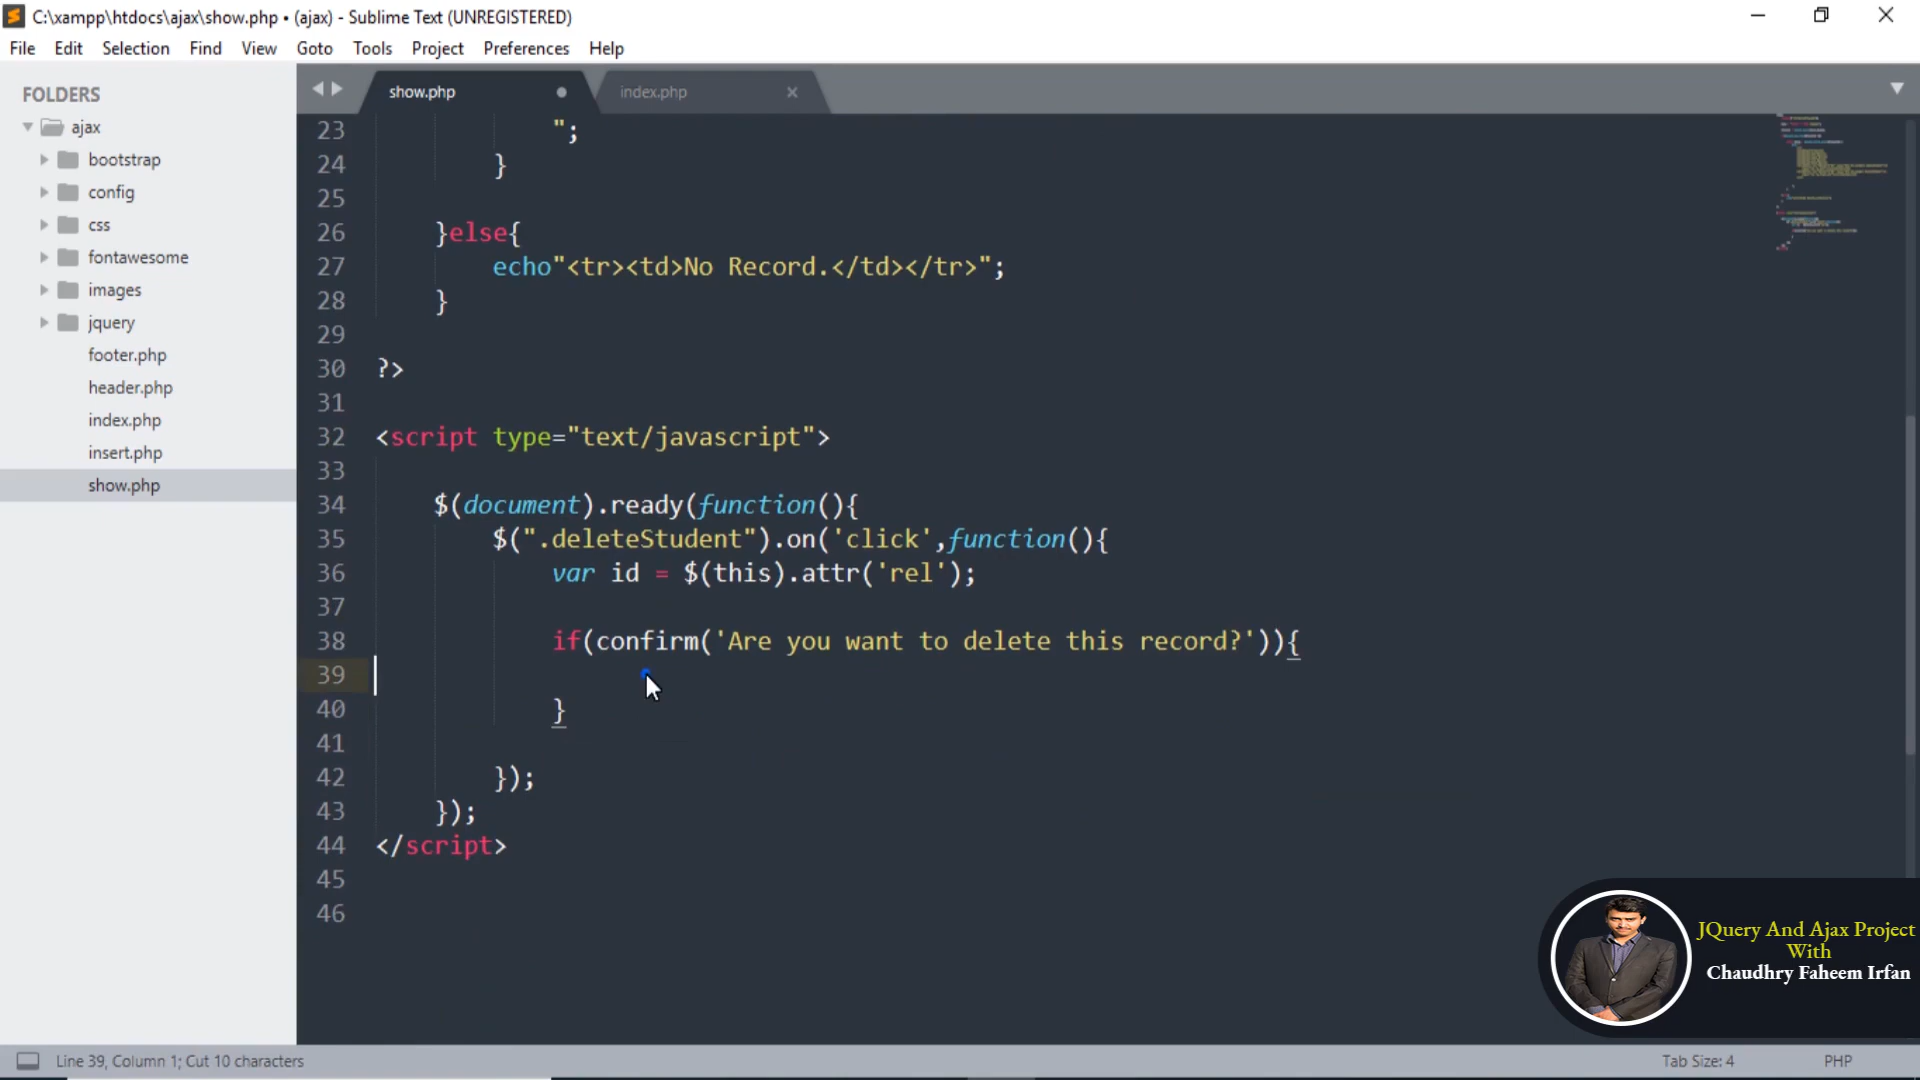 C:\xampp\htdocs\ajax\show.php • (ajax) - Sublime Text (UNREGISTERED)
File Edit Selection Find View Goto Tools Project Preferences Help
FOLDERS
ajax
bootstrap
config
css
fontawesome
images
jquery
footer.php
header.php
index.php
insert.php
show.php
show.php index.php
23 ";
24 }
25
26 }else{
27 echo"<tr><td>No Record.</td></tr>";
28 }
29
30 ?>
31
32 <script type="text/javascript">
33
34 $(document).ready(function(){
35 $(".deleteStudent").on('click',function(){
36 var id = $(this).attr('rel');
37
38 if(confirm('Are you want to delete this record?')){
39
40 }
41
42 });
43 });
44 </script>
45
46
JQuery And Ajax Project
With
Chaudhry Faheem Irfan
Line 39, Column 1; Cut 10 characters Tab Size: 4 PHP